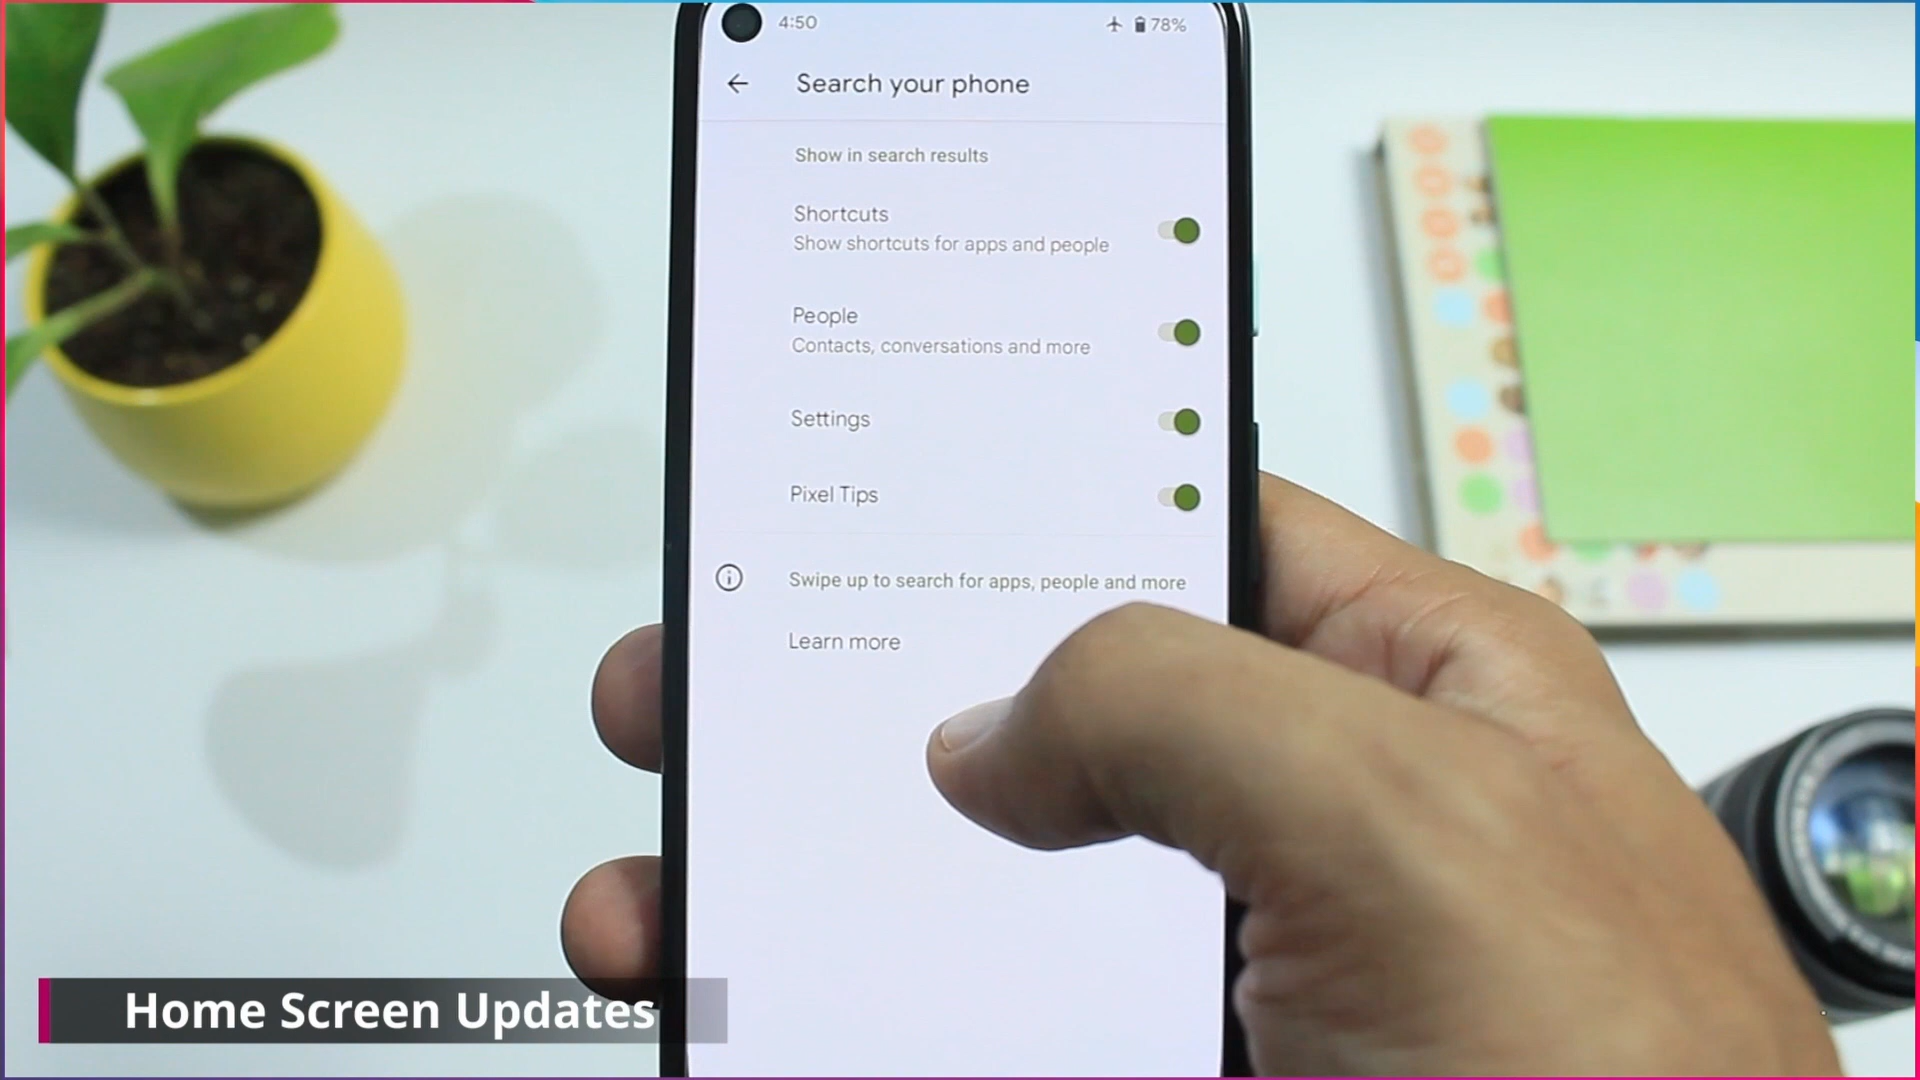 4:50
78%
Search your phone
Show in search results
Shortcuts
Show shortcuts for apps and people
People
Contacts, conversations and more
Settings
Pixel Tips
Swipe up to search for apps, people and more
Learn more
Home Screen Updates